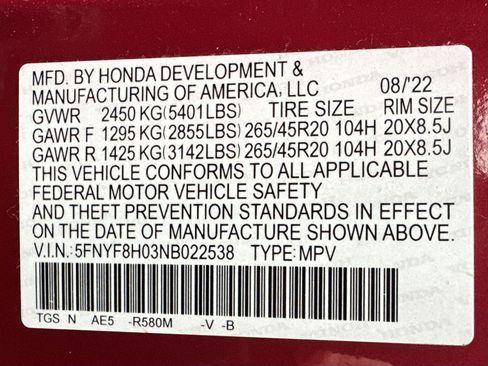 MFD. BY HONDA DEVELOPMENT &
MANUFACTURING OF AMERICA, LLC 08/'22
GVWR 2450 KG(5401LBS) TIRE SIZE RIM SIZE
GAWR F 1295 KG(2855LBS) 265/45R20 104H 20X8.5J
GAWR R 1425 KG(3142LBS) 265/45R20 104H 20X8.5J
THIS VEHICLE CONFORMS TO ALL APPLICABLE
FEDERAL MOTOR VEHICLE SAFETY
AND THEFT PREVENTION STANDARDS IN EFFECT
ON THE DATE OF MANUFACTURE SHOWN ABOVE.
V.I.N.: 5FNYF8H03NB022538 TYPE: MPV
TGS N AE5 -R580M -V -B